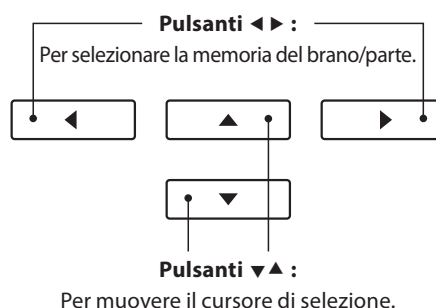 Pulsanti ◀ ▶ :
Per selezionare la memoria del brano/parte.
Pulsanti ▼▲ :
Per muovere il cursore di selezione.